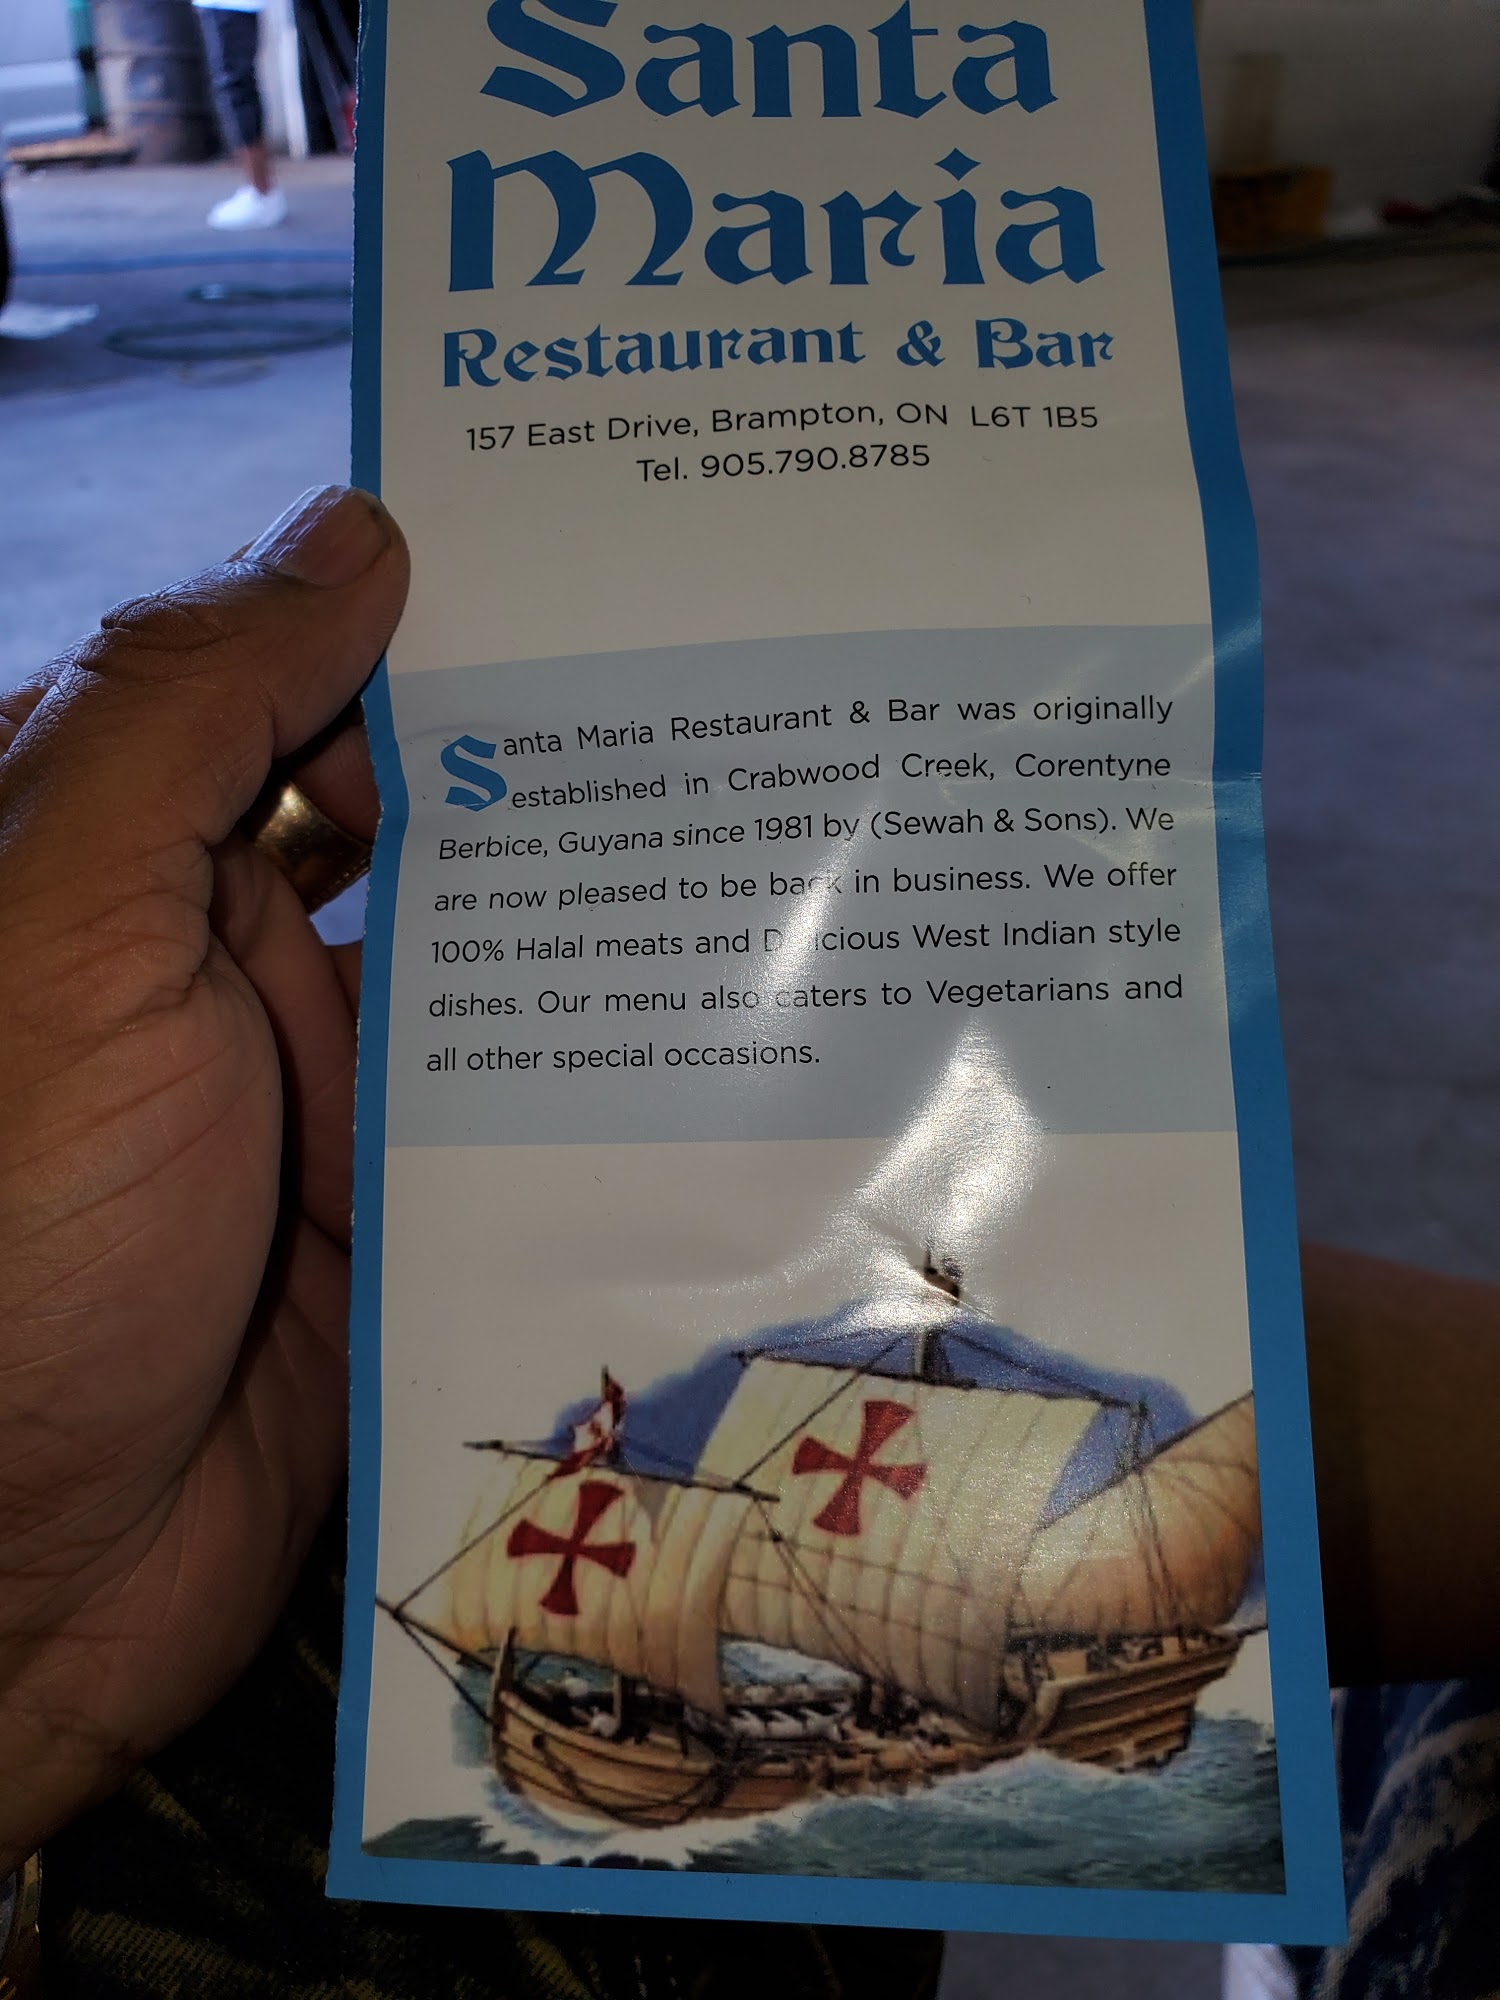 Santa
Maria
Restaurant & Bar
157 East Drive, Brampton, ON L6T 1B5
Tel. 905.790.8785
Santa Maria Restaurant & Bar was originally
established in Crabwood Creek, Corentyne
Berbice, Guyana since 1981 by (Sewah & Sons). We
are now pleased to be back in business. We offer
100% Halal meats and Delicious West Indian style
dishes. Our menu also caters to Vegetarians and
all other special occasions.